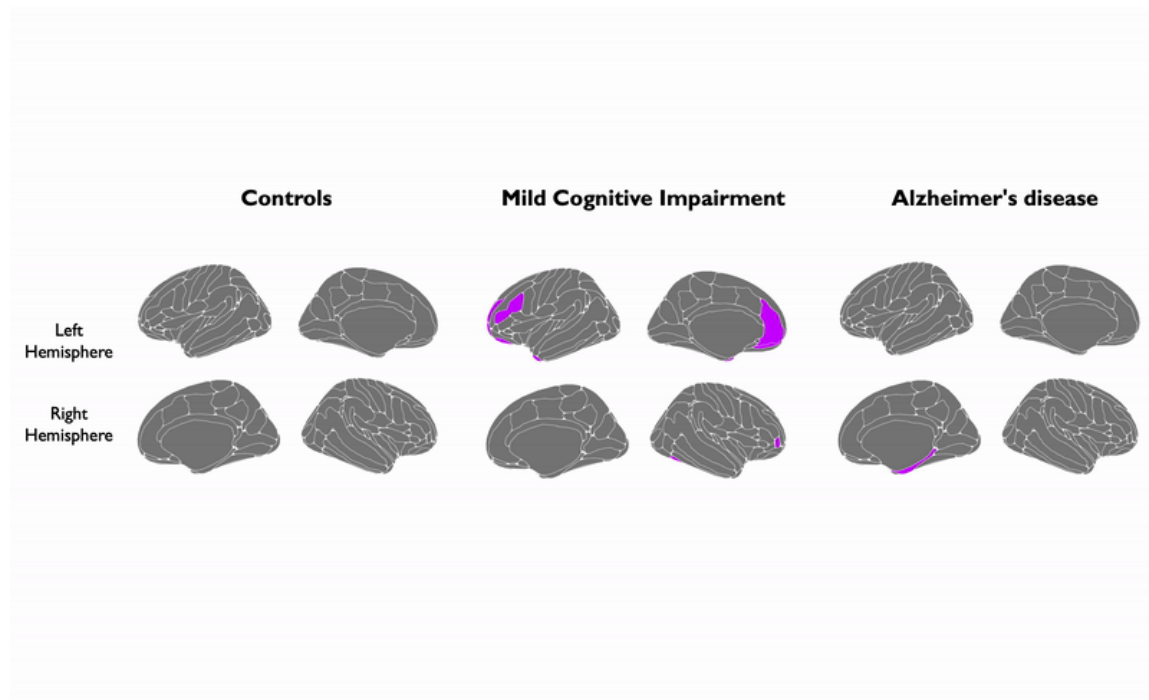 Controls
Mild Cognitive Impairment
Alzheimer's disease
Left
Hemisphere
Right
Hemisphere